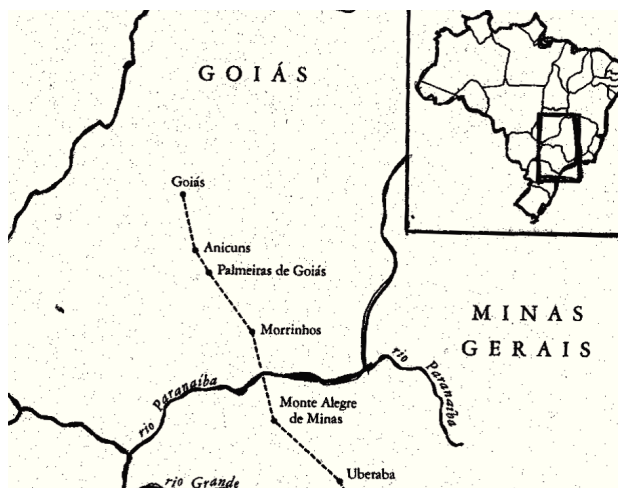 GOIÁS
Goiás
Anicuns
Palmeiras de Goiás
Morrinhos
MINAS
GERAIS
rio Paranaíba
rio Paranaíba
Monte Alegre
de Minas
Uberaba
rio Grande